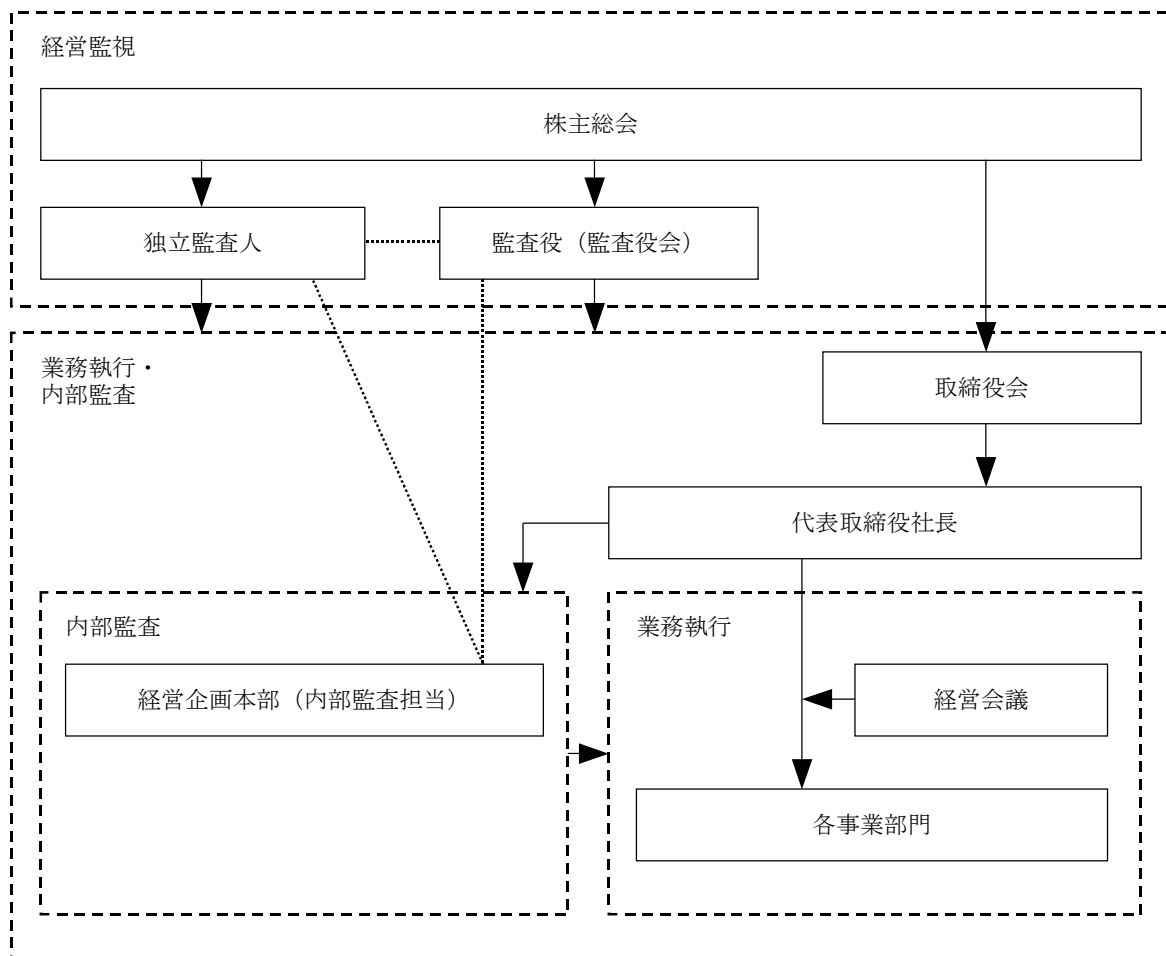 経営監視
株主総会
独立監査人
監査役（監査役会）
業務執行・
内部監査
取締役会
代表取締役社長
内部監査
業務執行
経営企画本部（内部監査担当）
経営会議
各事業部門